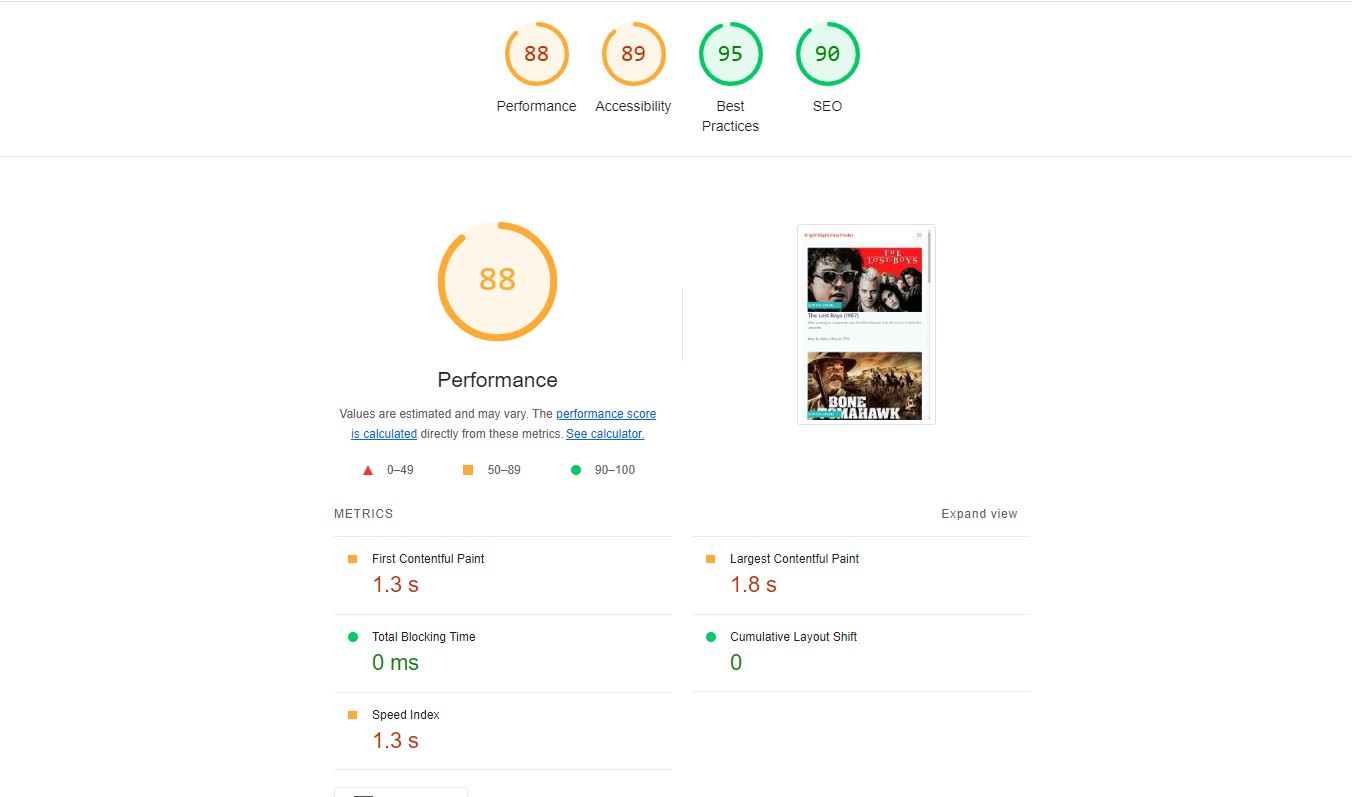 88
89
95
90
Performance
Accessibility
Best
Practices
SEO
88
Performance
Values are estimated and may vary. The performance score
is calculated directly from these metrics. See calculator.
0–49
50–89
90–100
Fright Night Film Finder
THE
LOST BOYS
The Lost Boys (1987)
BONE
TOMAHAWK
METRICS
Expand view
First Contentful Paint
1.3 s
Largest Contentful Paint
1.8 s
Total Blocking Time
0 ms
Cumulative Layout Shift
0
Speed Index
1.3 s